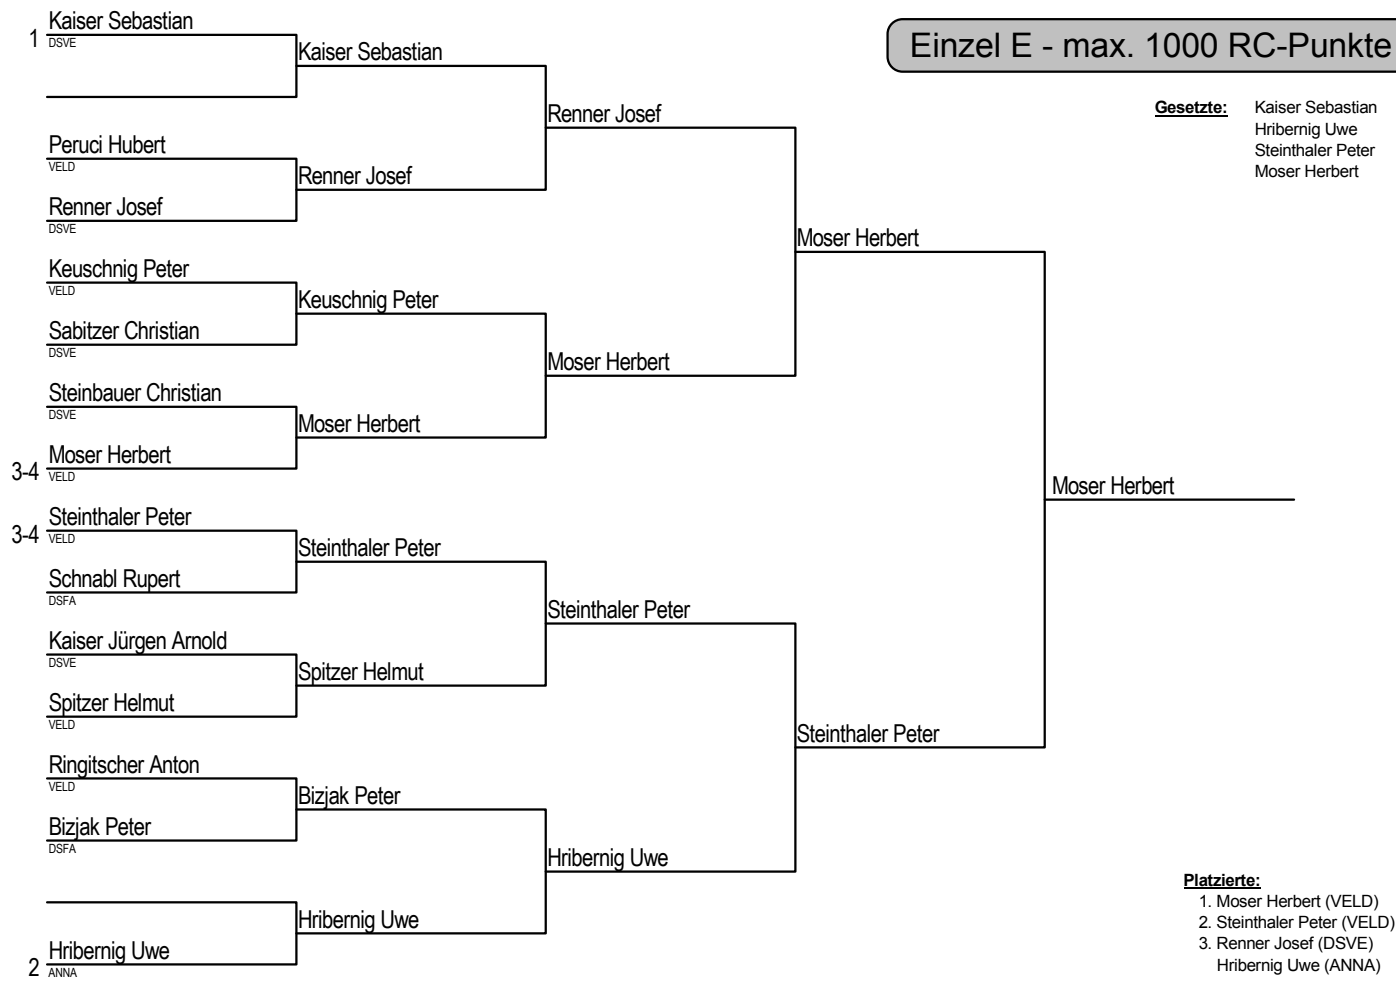 Einzel E - max. 1000 RC-Punkte
Gesetzte: Kaiser Sebastian
Hribernig Uwe
Steinthaler Peter
Moser Herbert
1 Kaiser Sebastian
DSVE
Peruci Hubert
VELD
Renner Josef
DSVE
Keuschnig Peter
VELD
Sabitzer Christian
DSVE
Steinbauer Christian
DSVE
3-4 Moser Herbert
VELD
3-4 Steinthaler Peter
VELD
Schnabl Rupert
DSFA
Kaiser Jürgen Arnold
DSVE
Spitzer Helmut
VELD
Ringitscher Anton
VELD
Bizjak Peter
DSFA
2 Hribernig Uwe
ANNA
Kaiser Sebastian
Renner Josef
Keuschnig Peter
Moser Herbert
Steinthaler Peter
Spitzer Helmut
Bizjak Peter
Hribernig Uwe
Renner Josef
Moser Herbert
Steinthaler Peter
Hribernig Uwe
Moser Herbert
Steinthaler Peter
Moser Herbert
Platzierte:
1. Moser Herbert (VELD)
2. Steinthaler Peter (VELD)
3. Renner Josef (DSVE)
Hribernig Uwe (ANNA)